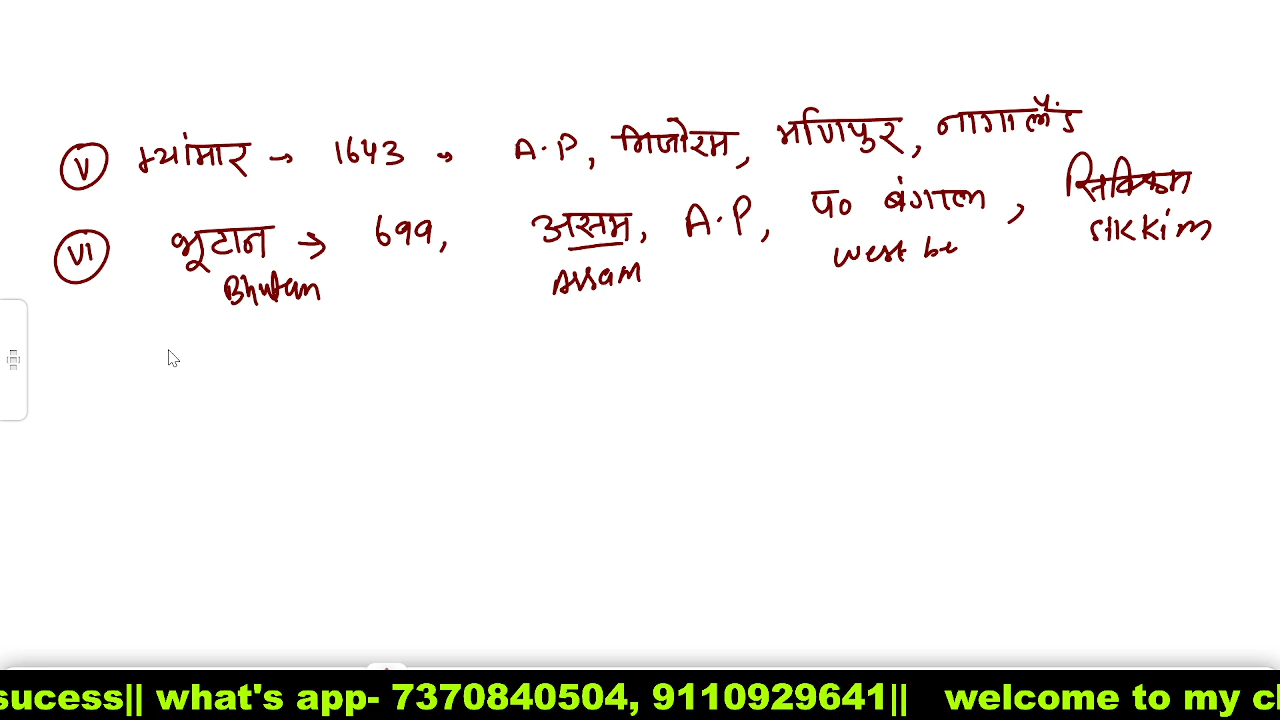 (V) म्यांमार → 1643 → A.P, मिजोरम, मणिपुर, नागालैंड
(VI) भूटान → 699, असम, A.P, प० बंगाल, सिक्किम
Bhutan Assam west be sikkim
sucess|| what's app- 7370840504, 9110929641|| welcome to my c